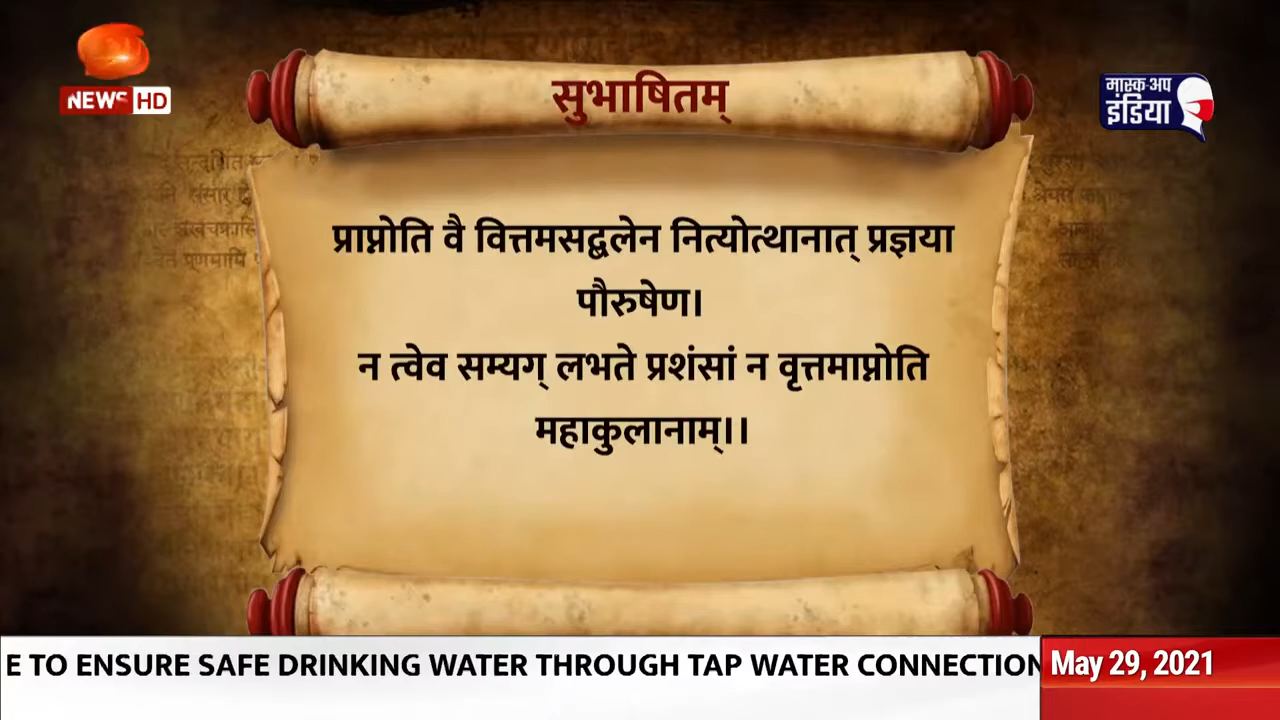 NEWS HD
सुभाषितम्
मास्क-अप
इंडिया
प्राप्नोति वै वित्तमसद्बलेन नित्योत्थानात् प्रज्ञया
पौरुषेण।
न त्वेव सम्यग् लभते प्रशंसां न वृत्तमाप्नोति
महाकुलानाम्।।
E TO ENSURE SAFE DRINKING WATER THROUGH TAP WATER CONNECTION
May 29, 2021